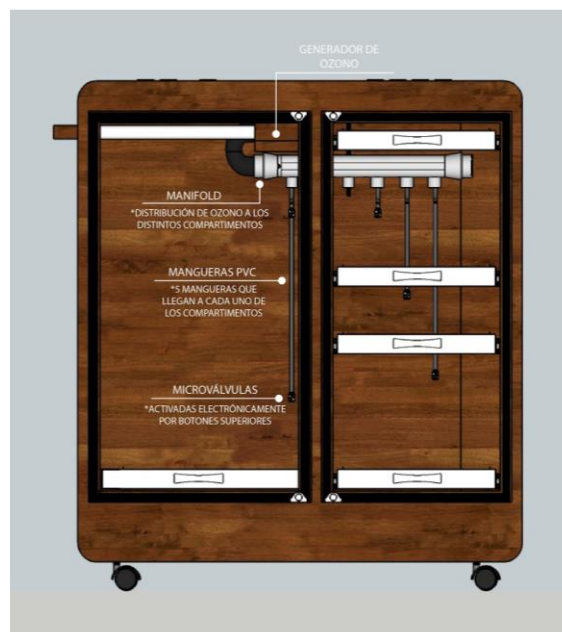 GENERADOR DE
OZONO
MANIFOLD
*DISTRIBUCIÓN DE OZONO A LOS
DISTINTOS COMPARTIMENTOS
MANGUERAS PVC
*5 MANGUERAS QUE
LLEGAN A CADA UNO DE
LOS COMPARTIMENTOS
MICROVÁLVULAS
*ACTIVADAS ELECTRÓNICAMENTE
POR BOTONES SUPERIORES